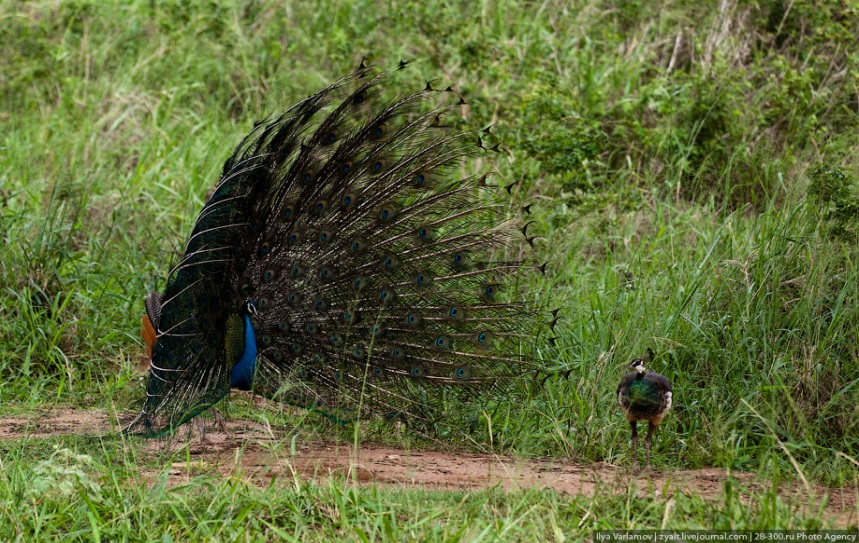 Ilya Varlamov | zyalt.livejournal.com | 28-300.ru Photo Agency